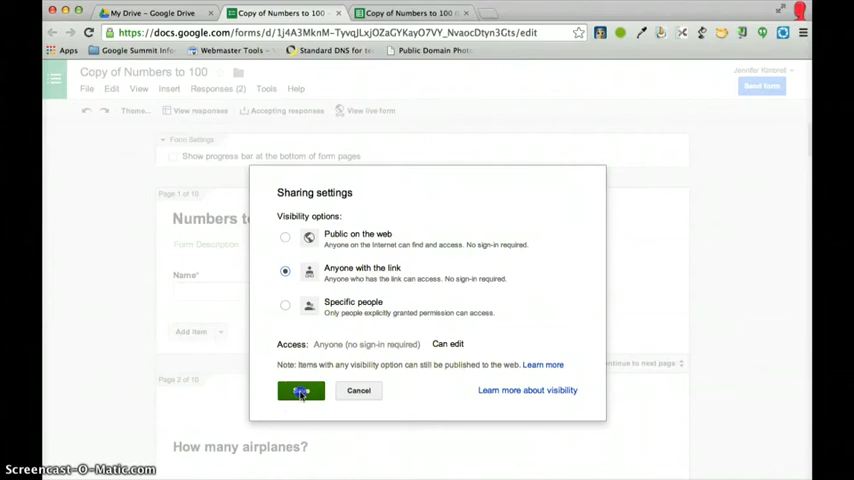 My Drive – Google Drive
Copy of Numbers to 100 –
Copy of Numbers to 100
https://docs.google.com/forms/d/1j4A3MknM-TyvqJLxjOZaGYKayO7VY_NvaocDtyn3Gts/edit
Apps
Google Summit Info
Webmaster Tools –
Standard DNS for
Public Domain Phot
Copy of Numbers to 100
Jennifer Kimbrell
File Edit View Insert Responses (2) Tools Help
Send form
Theme...
View responses
Accepting responses
View live form
Form Settings
Show progress bar at the bottom of form pages
Page 1 of 10
Numbers to
Form Description
Name*
Add item
Continue to next page
Page 2 of 10
How many airplanes?
Sharing settings
Visibility options:
Public on the web
Anyone on the Internet can find and access. No sign-in required.
Anyone with the link
Anyone who has the link can access. No sign-in required.
Specific people
Only people explicitly granted permission can access.
Access: Anyone (no sign-in required) Can edit
Note: Items with any visibility option can still be published to the web. Learn more
Cancel
Learn more about visibility
Screencast-O-Matic.com